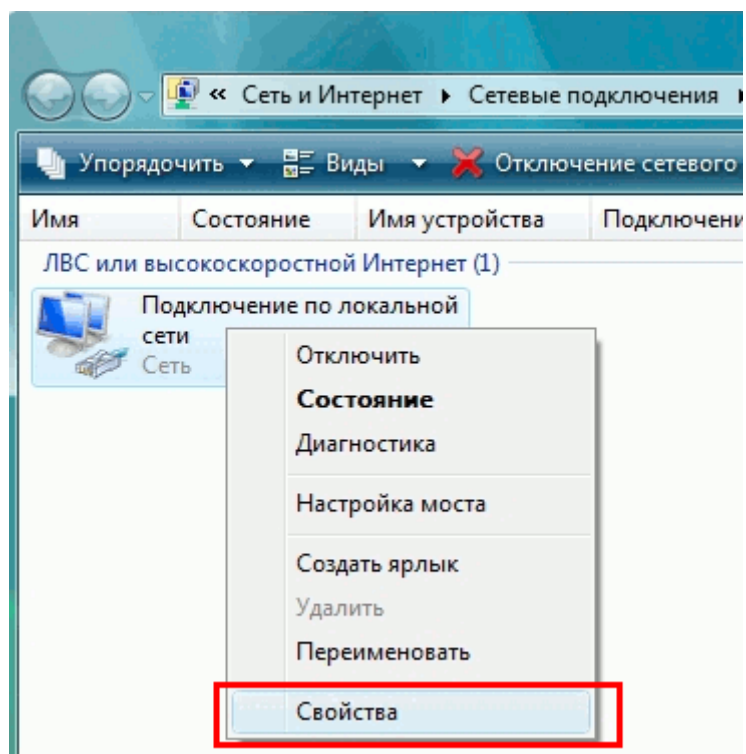 « Сеть и Интернет ▸ Сетевые подключения
Упорядочить Виды Отключение сетевого
Имя Состояние Имя устройства Подключени
ЛВС или высокоскоростной Интернет (1)
Подключение по локальной
сети
Сеть
Отключить
Состояние
Диагностика
Настройка моста
Создать ярлык
Удалить
Переименовать
Свойства